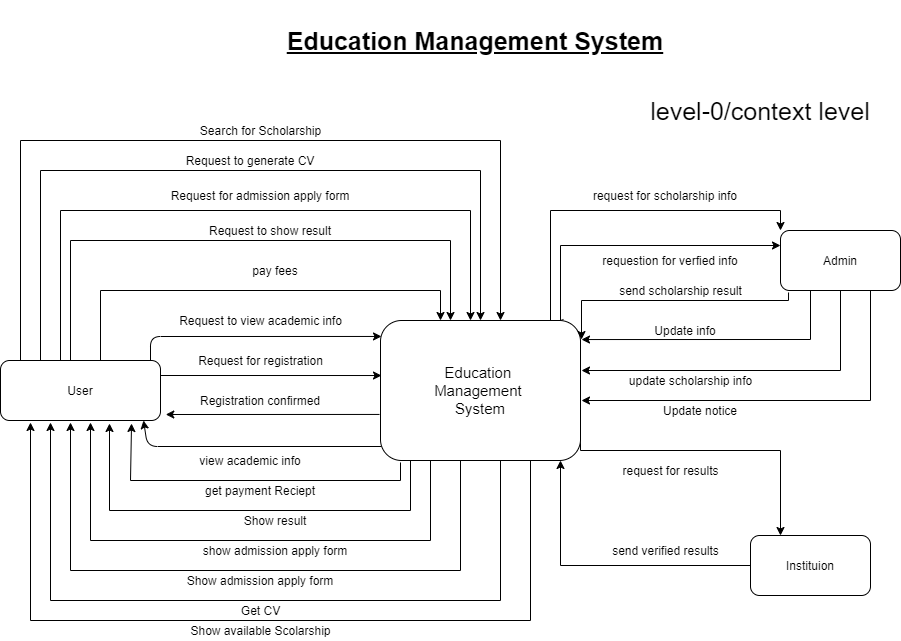 Education Management System
level-0/context level
Search for Scholarship
Request to generate CV
Request for admission apply form
request for scholarship info
Request to show result
requestion for verfied info
Admin
pay fees
send scholarship result
Request to view academic info
Update info
Request for registration
Education
Management
System
update scholarship info
User
Registration confirmed
Update notice
view academic info
request for results
get payment Reciept
Show result
show admission apply form
send verified results
Instituion
Show admission apply form
Get CV
Show available Scolarship